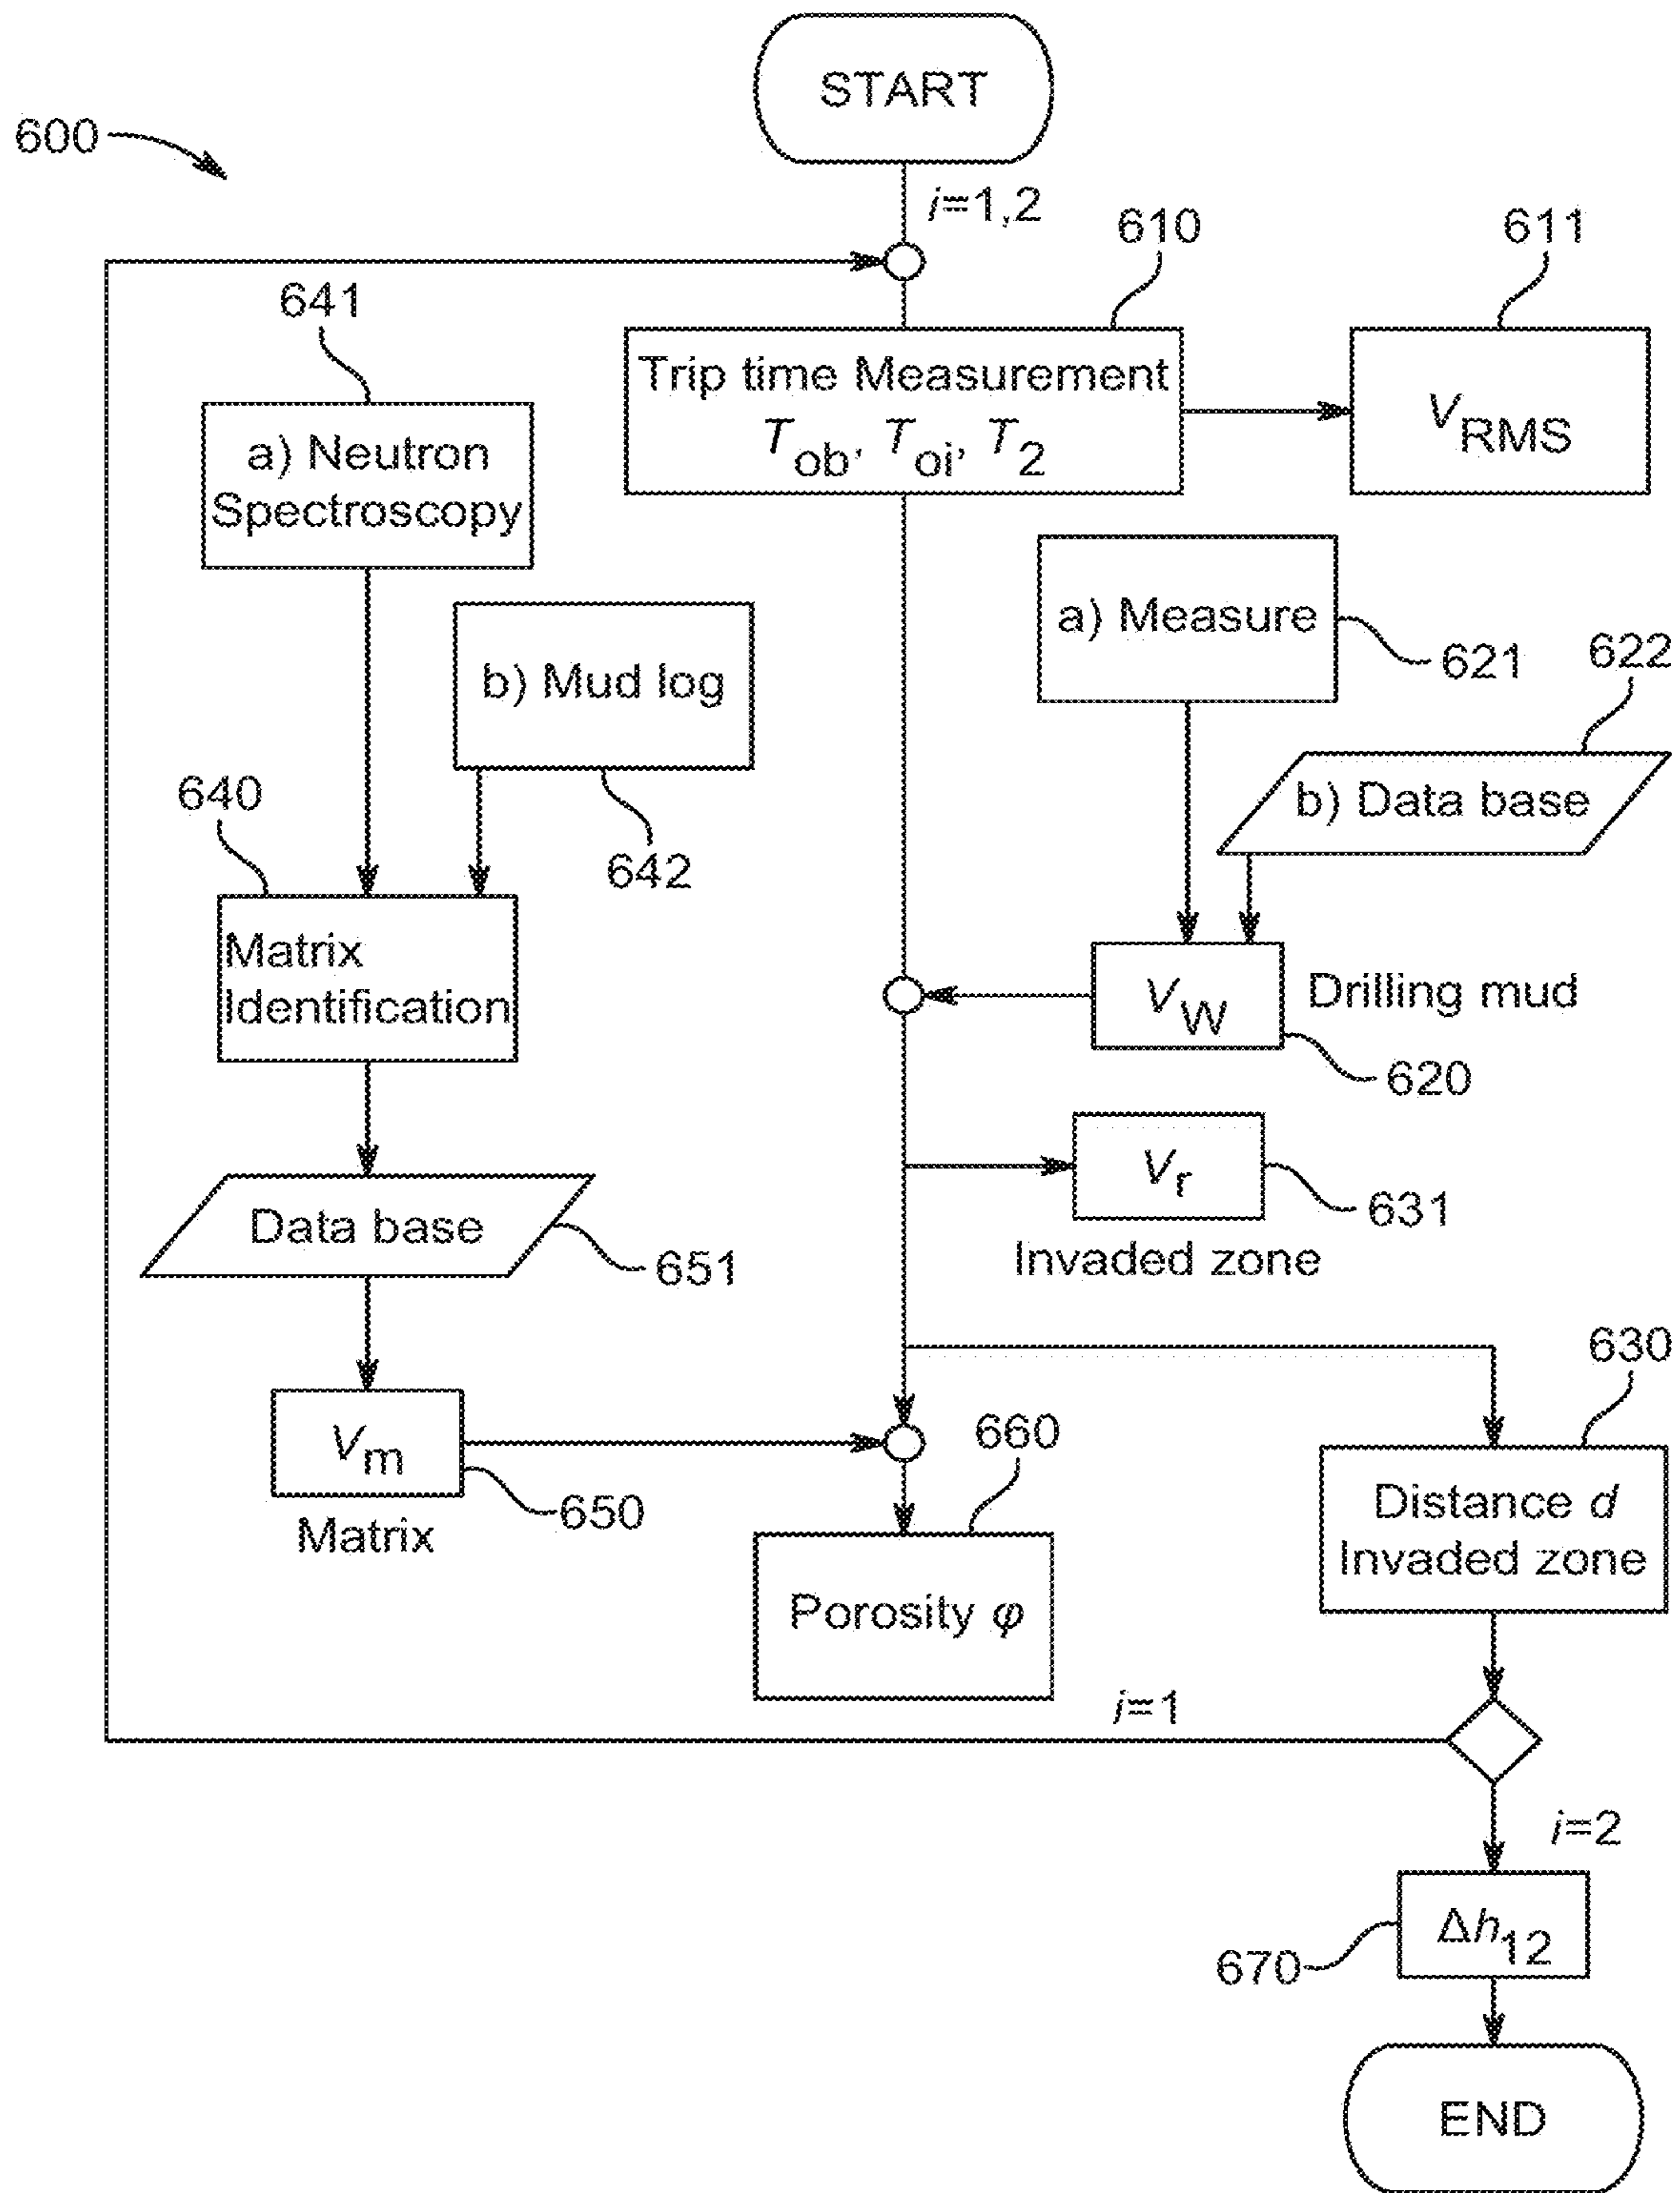 START
600
i=1,2
610
611
641
Trip time Measurement
Tob, Toi, T2
VRMS
a) Neutron
Spectroscopy
a) Measure
621
622
b) Mud log
b) Data base
640
642
Matrix
Identification
VW
Drilling mud
620
Vr
631
Invaded zone
Data base
651
630
Vm
650
Matrix
660
Distance d
Invaded zone
Porosity φ
i=1
i=2
Δh12
670
END